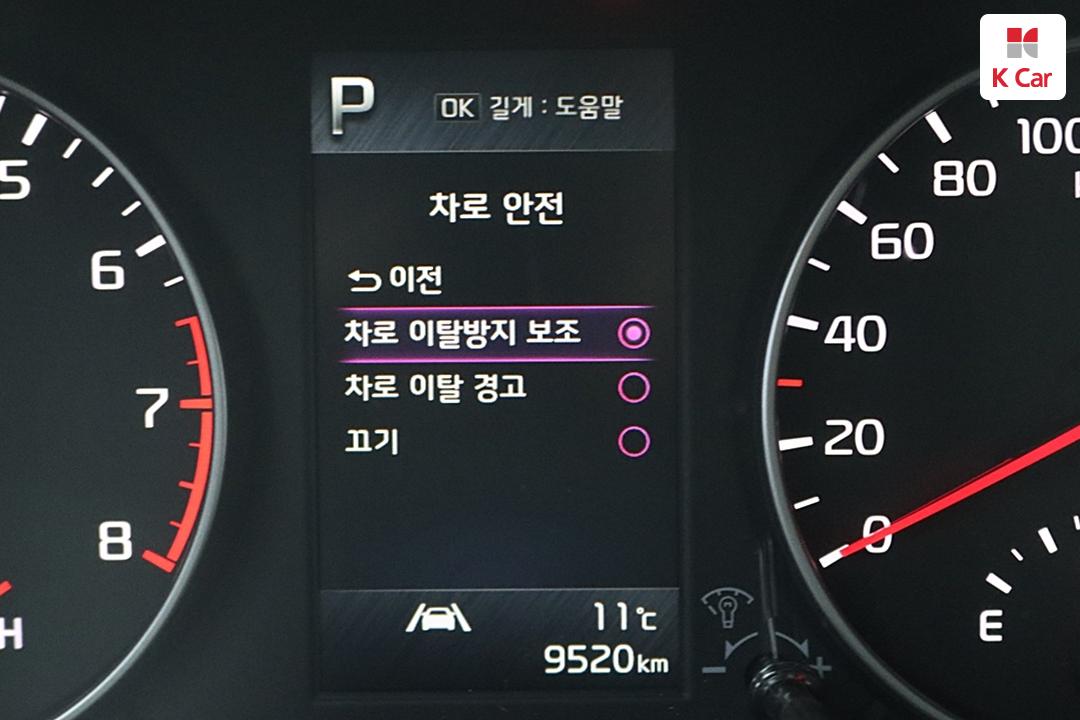 K Car
P
OK 길게 : 도움말
차로 안전
이전
차로 이탈방지 보조
차로 이탈 경고
끄기
11℃
9520km
5
6
7
8
H
100
80
60
40
20
0
E
- +